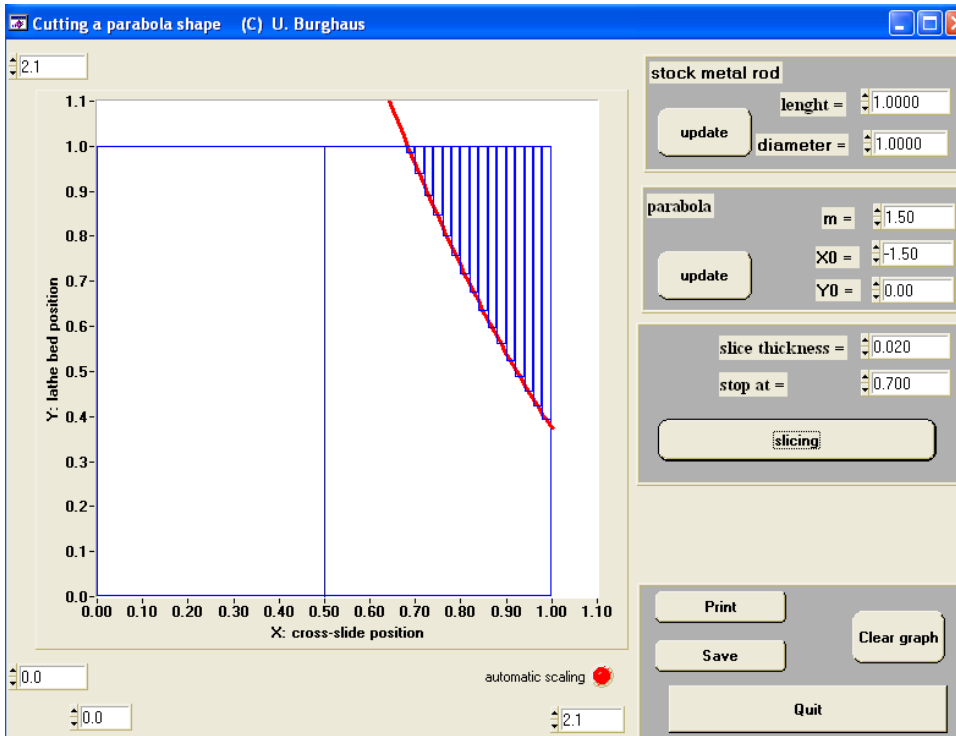 Cutting a parabola shape (C) U. Burghaus
2.1
1.1
1.0
0.9
0.8
0.7
0.6
0.5
0.4
0.3
0.2
0.1
0.0
Y: lathe bed position
0.00 0.10 0.20 0.30 0.40 0.50 0.60 0.70 0.80 0.90 1.00 1.10
X: cross-slide position
0.0
0.0
automatic scaling
2.1
stock metal rod
lenght = 1.0000
update
diameter = 1.0000
parabola
m = 1.50
update
X0 = -1.50
Y0 = 0.00
slice thickness = 0.020
stop at = 0.700
slicing
Print
Save
Clear graph
Quit